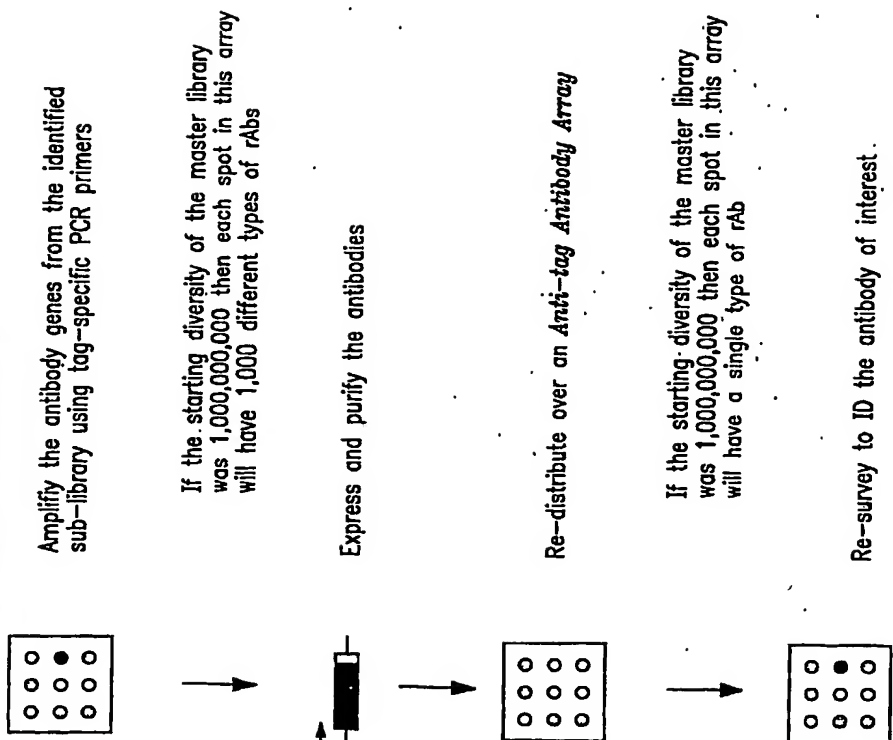 Amplifiy the antibody genes from the identified
sub-library using tag-specific PCR primers
If the starting diversity of the master library
was 1,000,000,000 then each spot in this array
will have 1,000 different types of rAbs
Express and purify the antibodies
Re-distribute over an Anti-tag Antibody Array
If the starting diversity of the master library
was 1,000,000,000 then each spot in this array
will have a single type of rAb
Re-survey to ID the antibody of interest.